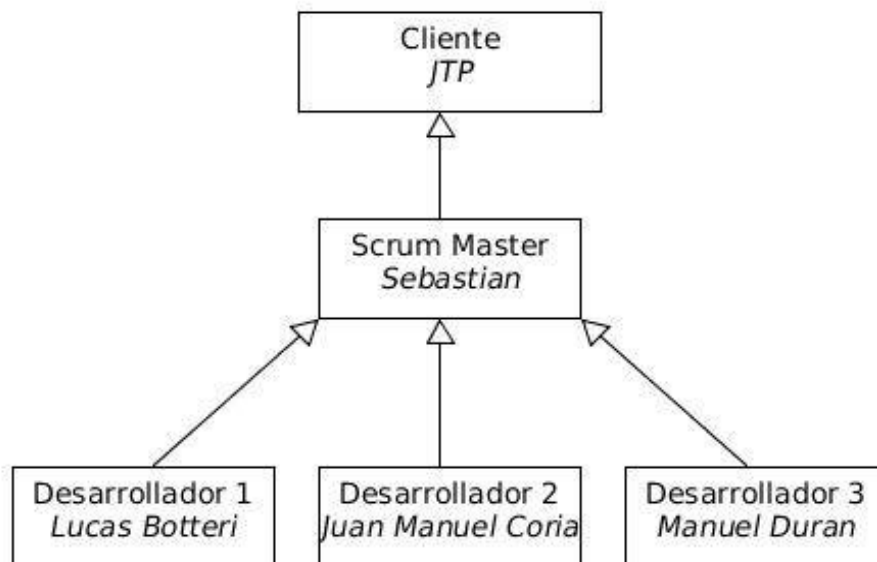 Cliente
JTP
Scrum Master
Sebastian
Desarrollador 1
Lucas Botteri
Desarrollador 2
Juan Manuel Coria
Desarrollador 3
Manuel Duran